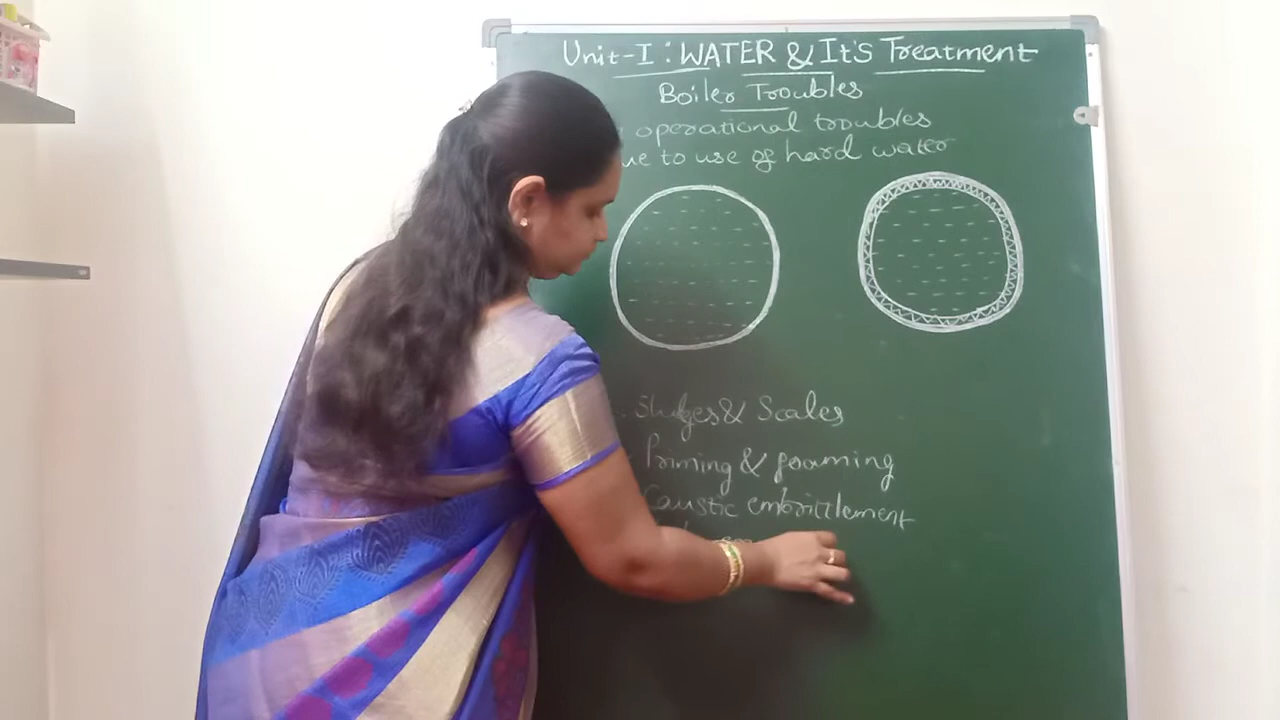 Unit-I : WATER & It's Treatment
Boiler Troubles
operational troubles
ue to use of hard water
Sludges & Scales
Priming & foaming
Caustic embrittlement